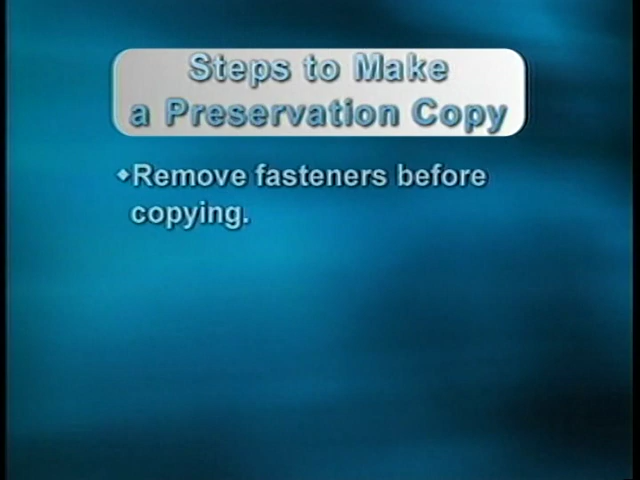 Steps to Make
a Preservation Copy
◆Remove fasteners before
copying.